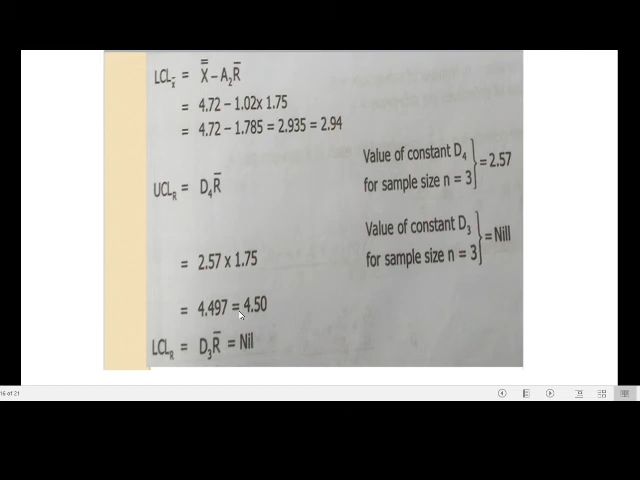 LCLx̄ = X̿ – A₂R̄
= 4.72 – 1.02x 1.75
= 4.72 – 1.785 = 2.935 = 2.94
UCL_R = D₄R̄
Value of constant D₄
for sample size n = 3 } = 2.57
Value of constant D₃
for sample size n = 3 } = Nill
= 2.57 x 1.75
= 4.497 = 4.50
LCL_R = D₃R̄ = Nil
16 of 21